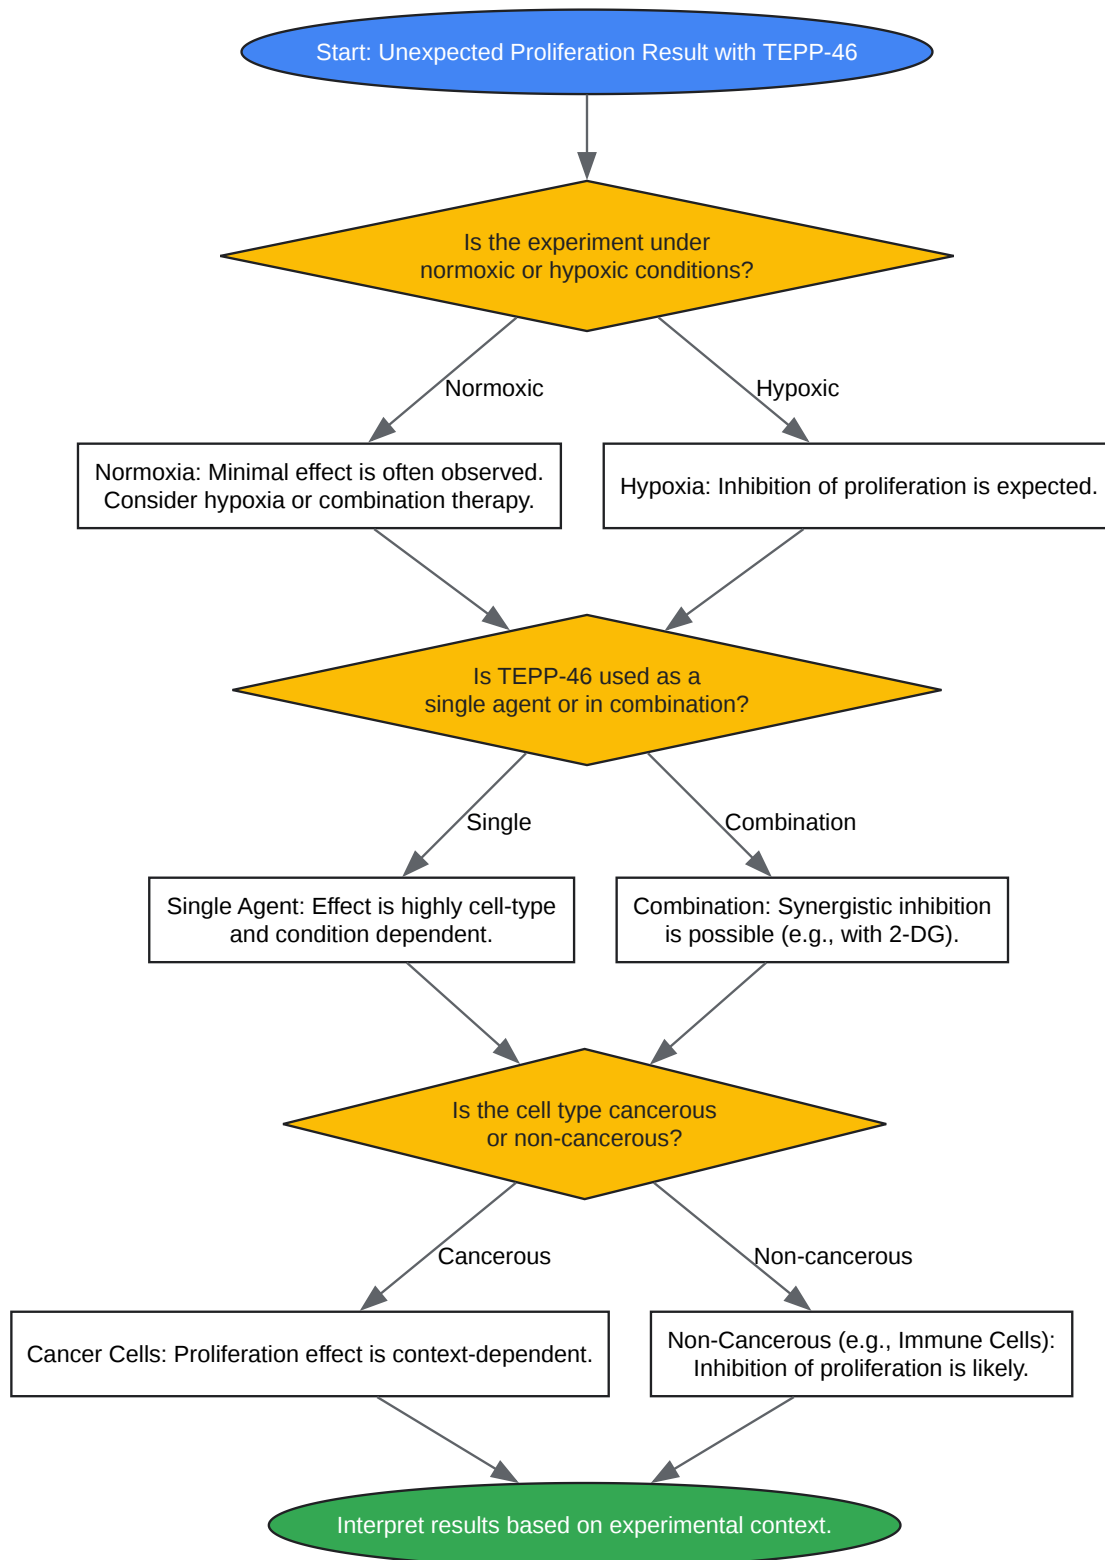 Start: Unexpected Proliferation Result with TEPP-46
Is the experiment under
normoxic or hypoxic conditions?
Normoxic
Hypoxic
Normoxia: Minimal effect is often observed.
Consider hypoxia or combination therapy.
Hypoxia: Inhibition of proliferation is expected.
Is TEPP-46 used as a
single agent or in combination?
Single
Combination
Single Agent: Effect is highly cell-type
and condition dependent.
Combination: Synergistic inhibition
is possible (e.g., with 2-DG).
Is the cell type cancerous
or non-cancerous?
Cancerous
Non-cancerous
Cancer Cells: Proliferation effect is context-dependent.
Non-Cancerous (e.g., Immune Cells):
Inhibition of proliferation is likely.
Interpret results based on experimental context.